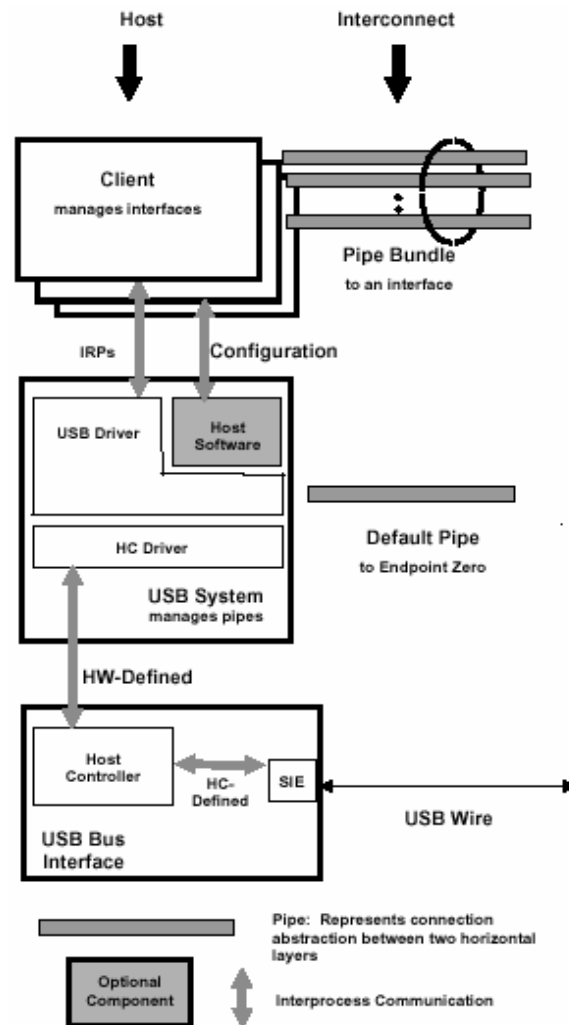 Host
Interconnect
Client
manages interfaces
Pipe Bundle
to an interface
IRPs
Configuration
USB Driver
Host
Software
HC Driver
USB System
manages pipes
Default Pipe
to Endpoint Zero
HW-Defined
Host
Controller
HC-
Defined
SIE
USB Wire
USB Bus
Interface
Pipe: Represents connection
abstraction between two horizontal
layers
Optional
Component
Interprocess Communication